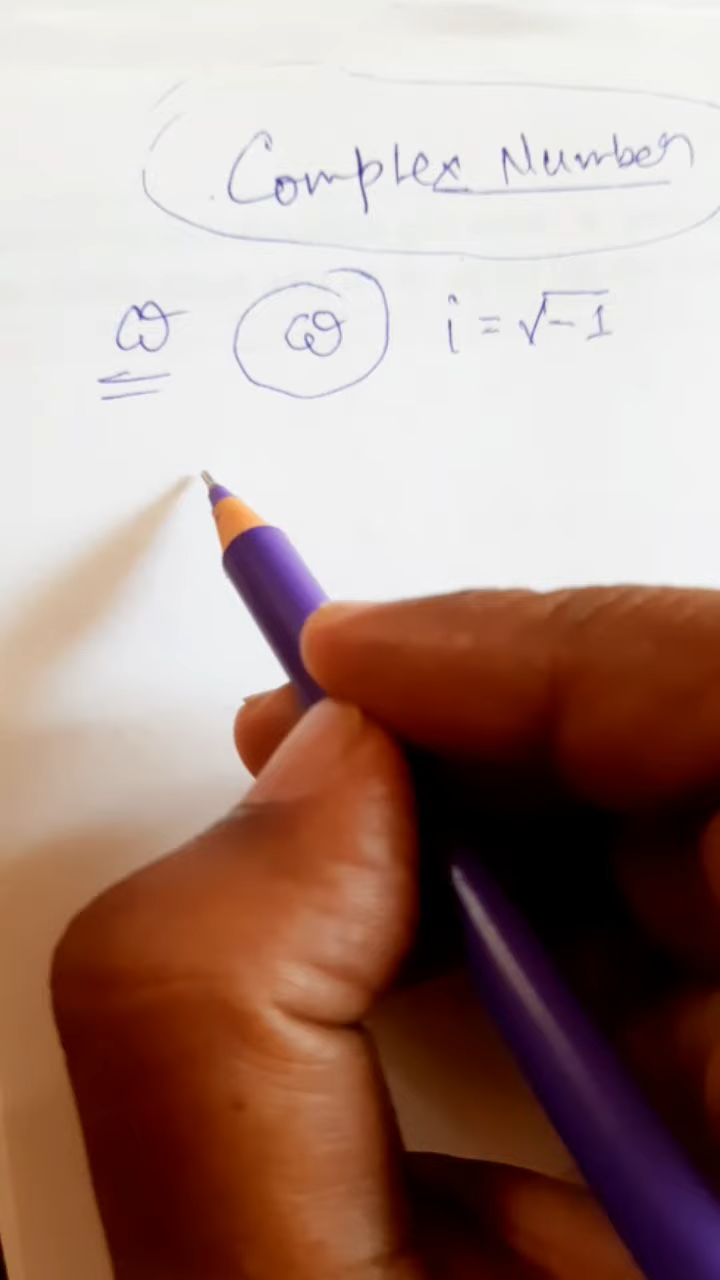 Complex Number
ω ω i = √-1